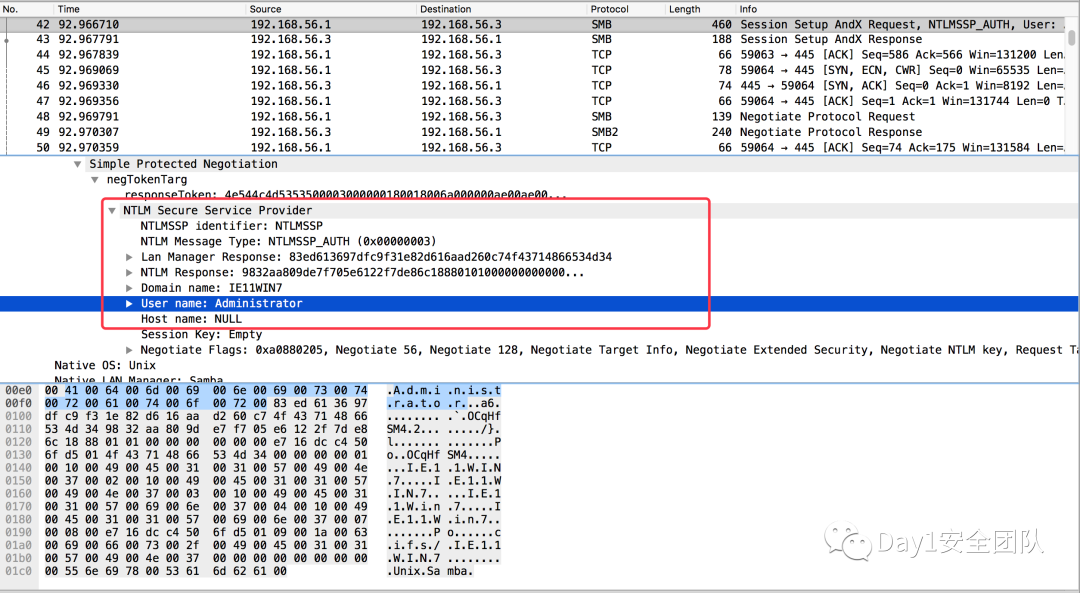 No. Time Source Destination Protocol Length Info
42 92.966710 192.168.56.1 192.168.56.3 SMB 460 Session Setup AndX Request, NTLMSSP_AUTH, User:
43 92.967791 192.168.56.3 192.168.56.1 SMB 188 Session Setup AndX Response
44 92.967839 192.168.56.1 192.168.56.3 TCP 66 59063 → 445 [ACK] Seq=586 Ack=566 Win=131200 Len…
45 92.969069 192.168.56.1 192.168.56.3 TCP 78 59064 → 445 [SYN, ECN, CWR] Seq=0 Win=65535 Len=…
46 92.969330 192.168.56.3 192.168.56.1 TCP 74 445 → 59064 [SYN, ACK] Seq=0 Ack=1 Win=8192 Len=…
47 92.969356 192.168.56.1 192.168.56.3 TCP 66 59064 → 445 [ACK] Seq=1 Ack=1 Win=131744 Len=0 T…
48 92.969791 192.168.56.1 192.168.56.3 SMB 139 Negotiate Protocol Request
49 92.970307 192.168.56.3 192.168.56.1 SMB2 240 Negotiate Protocol Response
50 92.970359 192.168.56.1 192.168.56.3 TCP 66 59064 → 445 [ACK] Seq=74 Ack=175 Win=131584 Len=…
Simple Protected Negotiation
negTokenTarg
responseToken: 4e544c4d53535000030000001800180006a000000ae00ae00...
NTLM Secure Service Provider
NTLMSSP identifier: NTLMSSP
NTLM Message Type: NTLMSSP_AUTH (0x00000003)
Lan Manager Response: 83ed613697dfc9f31e82d616aad260c74f43714866534d34
NTLM Response: 9832aa809de7f705e6122f7de86c18880101000000000000...
Domain name: IE11WIN7
User name: Administrator
Host name: NULL
Session Key: Empty
Negotiate Flags: 0xa0880205, Negotiate 56, Negotiate 128, Negotiate Target Info, Negotiate Extended Security, Negotiate NTLM key, Request Ta
Native OS: Unix
Native LAN Manager: Samba
00e0 00 41 00 64 00 6d 00 69 00 6e 00 69 00 73 00 74 .A.d.m.i .n.i.s.t
00f0 00 72 00 61 00 74 00 6f 00 72 00 83 ed 61 36 97 .r.a.t.o .r...a6.
0100 df c9 f3 1e 82 d6 16 aa d2 60 c7 4f 43 71 48 66 ........ .`.OCqHf
0110 53 4d 34 98 32 aa 80 9d e7 f7 05 e6 12 2f 7d e8 SM4.2... ...../}.
0120 6c 18 88 01 01 00 00 00 00 00 00 e7 16 dc c4 50 l....... .......P
0130 6f d5 01 4f 43 71 48 66 53 4d 34 00 00 00 00 01 o..OCqHf SM4.....
0140 00 10 00 49 00 45 00 31 00 31 00 57 00 49 00 4e ...I.E.1 .1.W.I.N
0150 00 37 00 02 00 10 00 49 00 45 00 31 00 31 00 57 .7.....I .E.1.1.W
0160 00 49 00 4e 00 37 00 03 00 10 00 49 00 45 00 31 .I.N.7.. ...I.E.1
0170 00 31 00 57 00 69 00 6e 00 37 00 04 00 10 00 49 .1.W.i.n .7.....I
0180 00 45 00 31 00 31 00 57 00 69 00 6e 00 37 00 07 .E.1.1.W .i.n.7..
0190 00 08 00 e7 16 dc c4 50 6f d5 01 09 00 1a 00 63 .......P o......c
01a0 00 69 00 66 00 73 00 2f 00 49 00 45 00 31 00 31 .i.f.s./ .I.E.1.1
01b0 00 57 00 49 00 4e 00 37 00 00 00 00 00 00 00 00 .W.I.N.7 ........
01c0 00 55 6e 69 78 00 53 61 6d 62 61 00 .Unix.Sa mba.
Day1安全团队